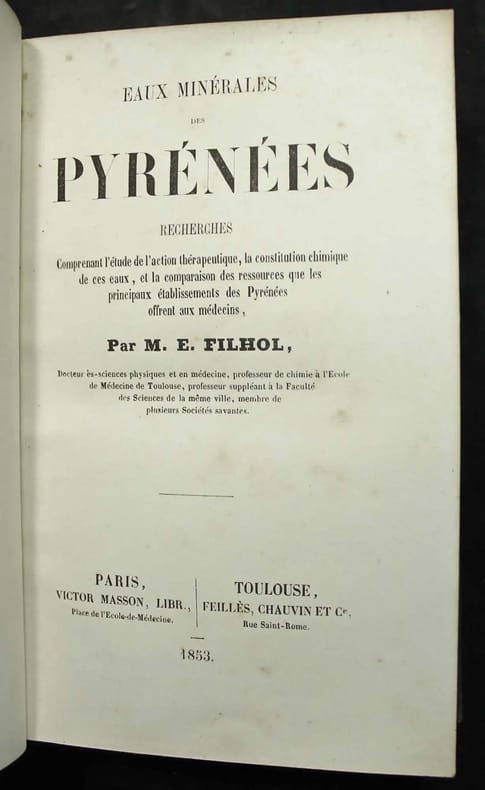 EAUX MINÉRALES
DES
PYRÉNÉES
RECHERCHES
Comprenant l'étude de l'action thérapeutique, la constitution chimique
de ces eaux, et la comparaison des ressources que les
principaux établissements des Pyrénées
offrent aux médecins,
Par M. E. FILHOL,
Docteur ès-sciences physiques et en médecine, professeur de chimie à l'Ecole
de Médecine de Toulouse, professeur suppléant à la Faculté
des Sciences de la même ville, membre de
plusieurs Sociétés savantes.
PARIS,
VICTOR MASSON, LIBR.,
Place de l'Ecole-de-Médecine.
TOULOUSE,
FEILLÈS, CHAUVIN ET Ce,
Rue Saint-Rome.
1853.